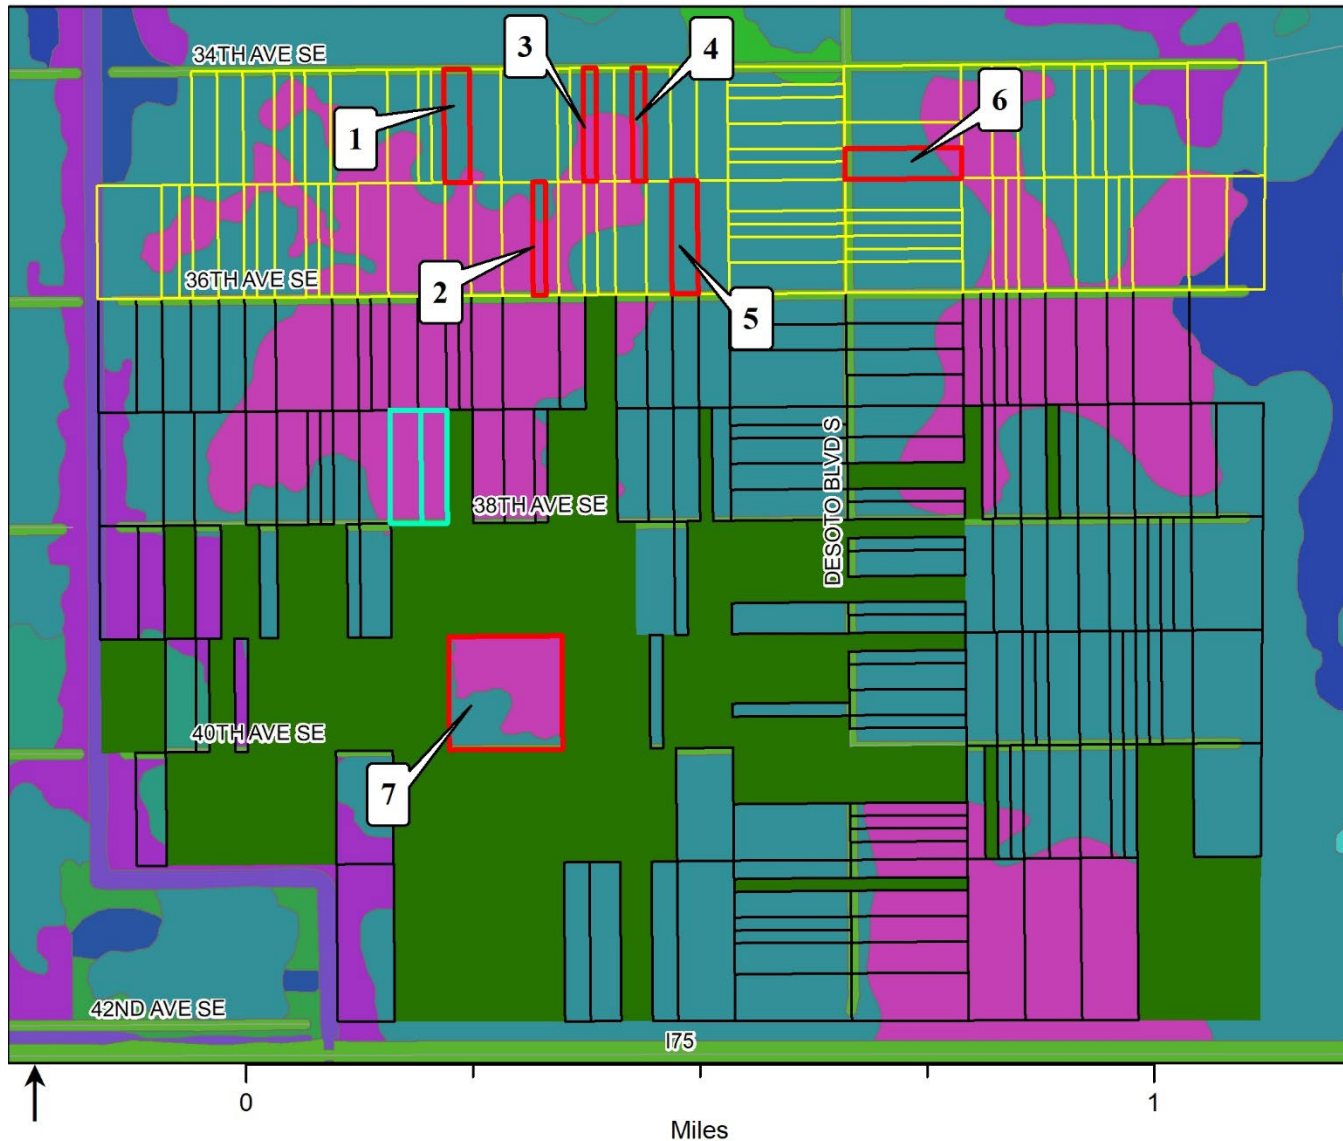 34TH AVE SE
3
4
1
6
2
36TH AVE SE
5
DESOTO BLVD S
38TH AVE SE
40TH AVE SE
7
42ND AVE SE
I75
0
1
Miles